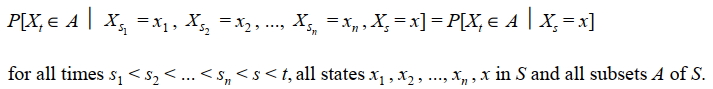 P[X_t ∈ A | X_{s_1} = x_1, X_{s_2} = x_2, ..., X_{s_n} = x_n, X_s = x] = P[X_t ∈ A | X_s = x]
for all times s_1 < s_2 < ... < s_n < s < t, all states x_1, x_2, ..., x_n, x in S and all subsets A of S.